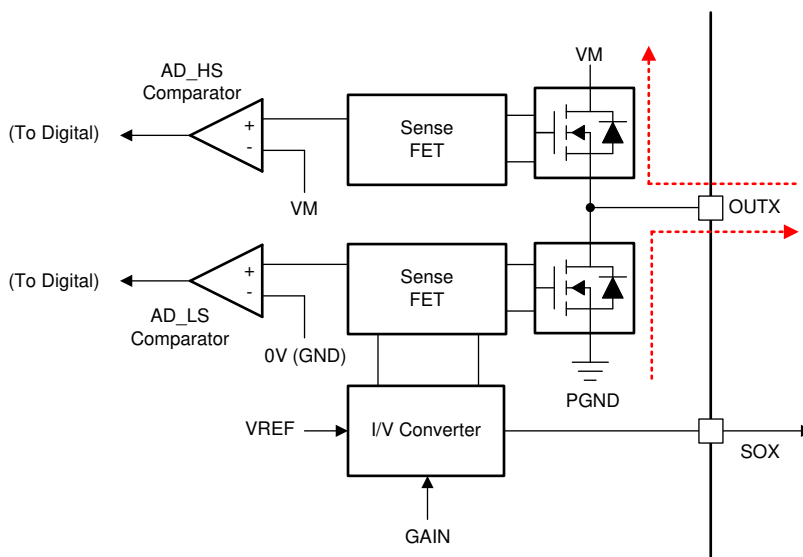 AD_HS
Comparator
(To Digital)
+
-
VM
Sense
FET
VM
OUTX
(To Digital)
+
-
AD_LS
Comparator
0V (GND)
Sense
FET
PGND
VREF
I/V Converter
SOX
GAIN